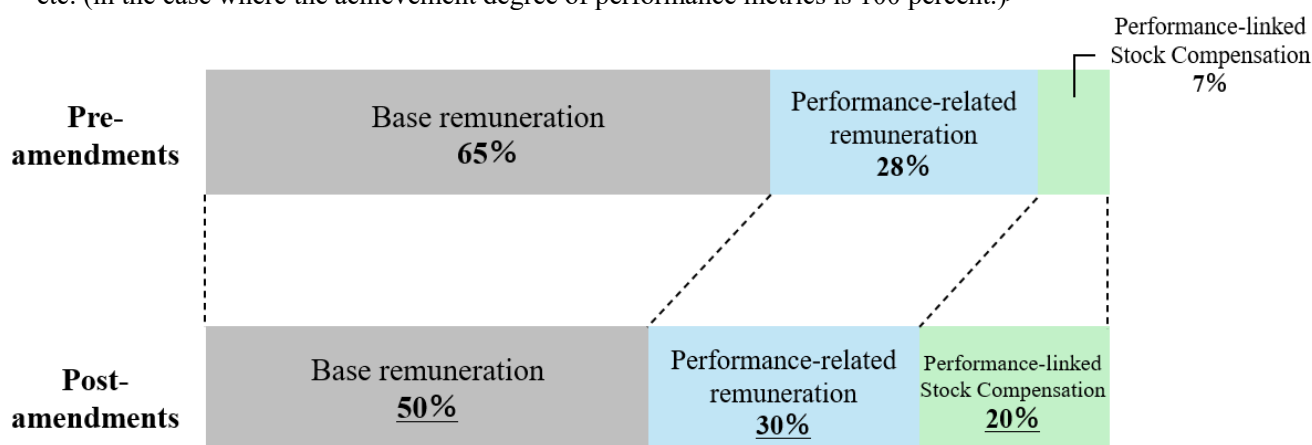 etc. (in the case where the achievement degree of performance metrics is 100 percent.)
Performance-linked
Stock Compensation
7%
Pre-
amendments
Base remuneration
65%
Performance-related
remuneration
28%
Post-
amendments
Base remuneration
50%
Performance-related
remuneration
30%
Performance-linked
Stock Compensation
20%